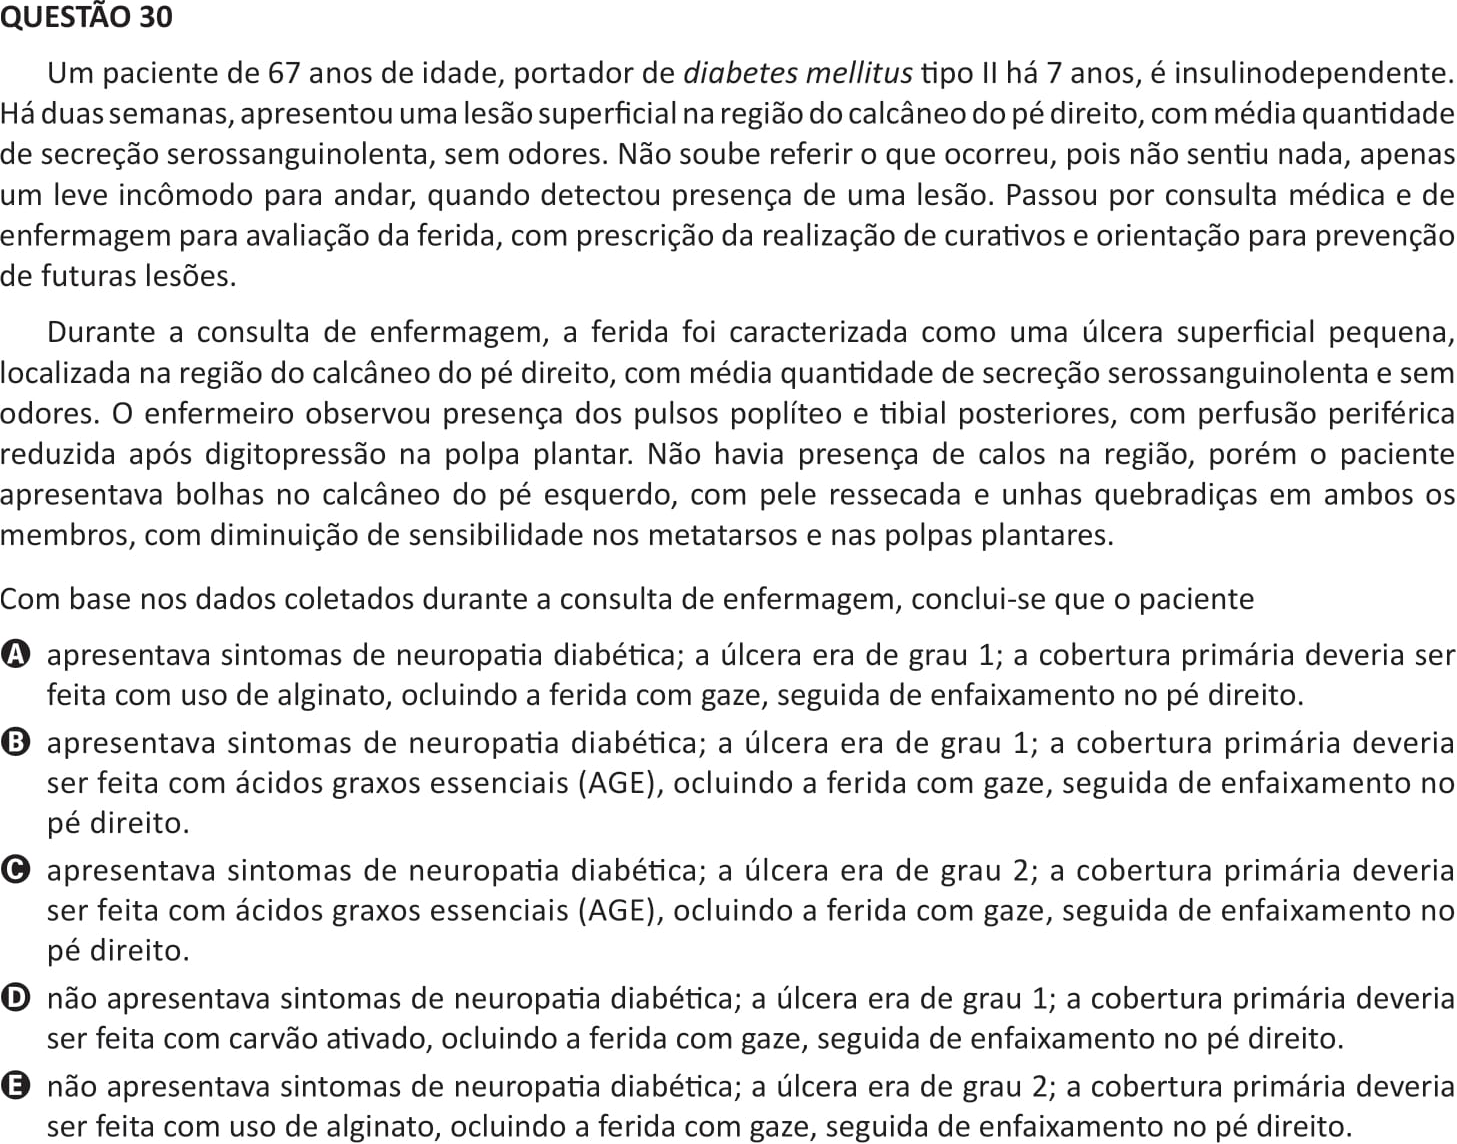 QUESTÃO 30
Um paciente de 67 anos de idade, portador de diabetes mellitus tipo II há 7 anos, é insulinodependente.
Há duas semanas, apresentou uma lesão superficial na região do calcâneo do pé direito, com média quantidade
de secreção serossanguinolenta, sem odores. Não soube referir o que ocorreu, pois não sentiu nada, apenas
um leve incômodo para andar, quando detectou presença de uma lesão. Passou por consulta médica e de
enfermagem para avaliação da ferida, com prescrição da realização de curativos e orientação para prevenção
de futuras lesões.
Durante a consulta de enfermagem, a ferida foi caracterizada como uma úlcera superficial pequena,
localizada na região do calcâneo do pé direito, com média quantidade de secreção serossanguinolenta e sem
odores. O enfermeiro observou presença dos pulsos poplíteo e tibial posteriores, com perfusão periférica
reduzida após digitopressão na polpa plantar. Não havia presença de calos na região, porém o paciente
apresentava bolhas no calcâneo do pé esquerdo, com pele ressecada e unhas quebradiças em ambos os
membros, com diminuição de sensibilidade nos metatarsos e nas polpas plantares.
Com base nos dados coletados durante a consulta de enfermagem, conclui-se que o paciente
A apresentava sintomas de neuropatia diabética; a úlcera era de grau 1; a cobertura primária deveria ser
feita com uso de alginato, ocluindo a ferida com gaze, seguida de enfaixamento no pé direito.
B apresentava sintomas de neuropatia diabética; a úlcera era de grau 1; a cobertura primária deveria
ser feita com ácidos graxos essenciais (AGE), ocluindo a ferida com gaze, seguida de enfaixamento no
pé direito.
C apresentava sintomas de neuropatia diabética; a úlcera era de grau 2; a cobertura primária deveria
ser feita com ácidos graxos essenciais (AGE), ocluindo a ferida com gaze, seguida de enfaixamento no
pé direito.
D não apresentava sintomas de neuropatia diabética; a úlcera era de grau 1; a cobertura primária deveria
ser feita com carvão ativado, ocluindo a ferida com gaze, seguida de enfaixamento no pé direito.
E não apresentava sintomas de neuropatia diabética; a úlcera era de grau 2; a cobertura primária deveria
ser feita com uso de alginato, ocluindo a ferida com gaze, seguida de enfaixamento no pé direito.